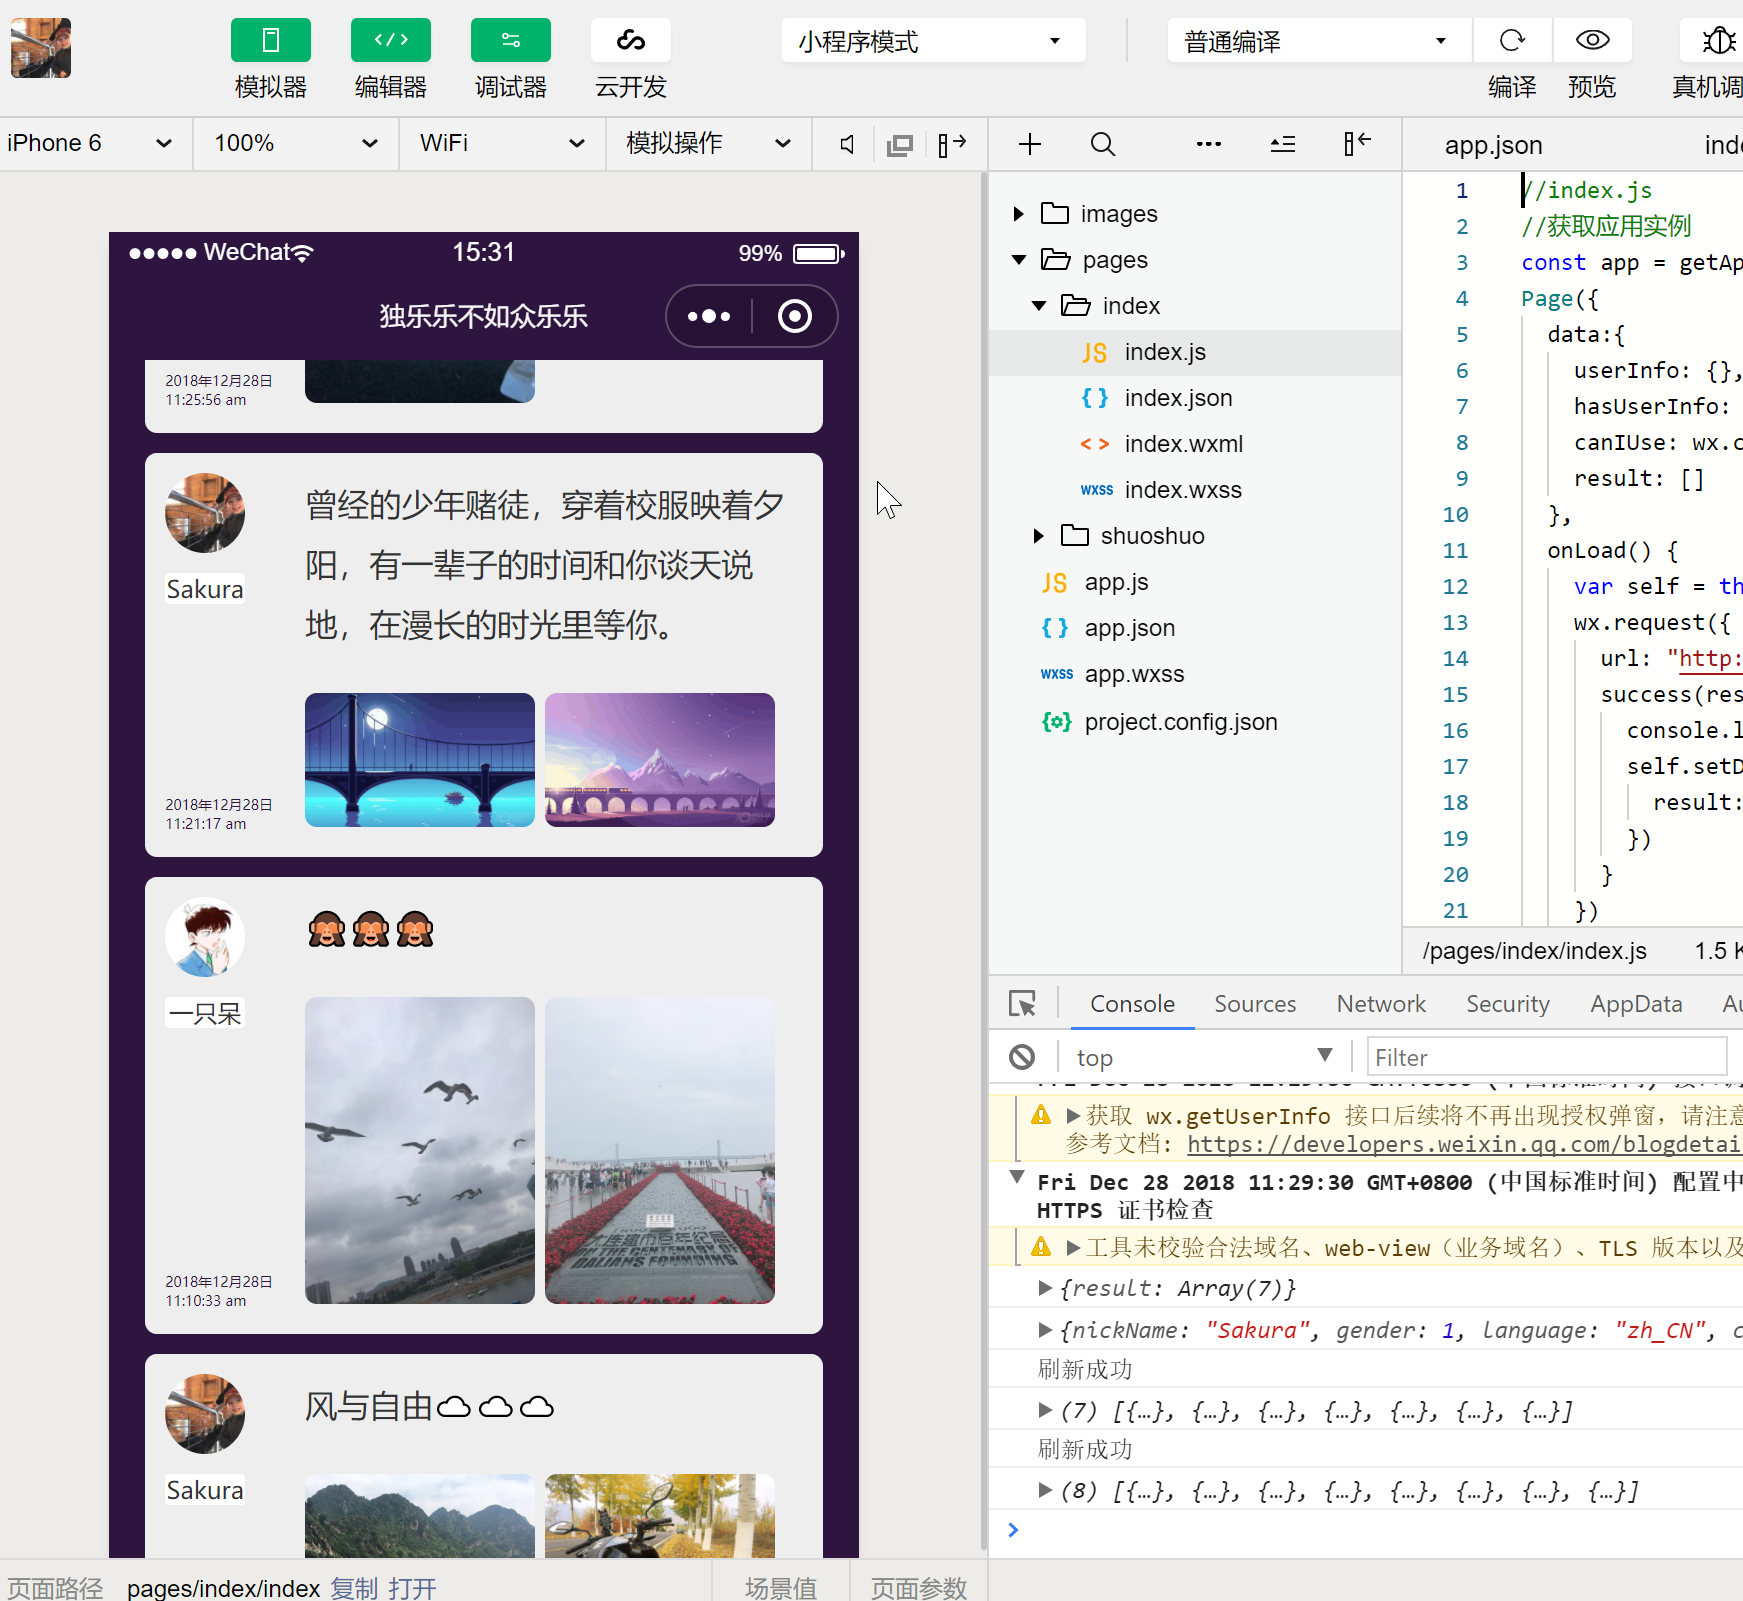 模拟器
编辑器
调试器
云开发
小程序模式
普通编译
编译
预览
真机调
iPhone 6
100%
WiFi
模拟操作
WeChat
15:31
99%
独乐乐不如众乐乐
2018年12月28日
11:25:56 am
曾经的少年赌徒，穿着校服映着夕
阳，有一辈子的时间和你谈天说
地，在漫长的时光里等你。
Sakura
2018年12月28日
11:21:17 am
一只呆
2018年12月28日
11:10:33 am
风与自由
Sakura
页面路径 pages/index/index 复制 打开
场景值
页面参数
images
pages
index
JS index.js
{ } index.json
< > index.wxml
WXSS index.wxss
shuoshuo
JS app.js
{ } app.json
WXSS app.wxss
project.config.json
app.json
inde
1 //index.js
2 //获取应用实例
3 const app = getAp
4 Page({
5 data:{
6 userInfo: {},
7 hasUserInfo:
8 canIUse: wx.c
9 result: []
10 },
11 onLoad() {
12 var self = th
13 wx.request({
14 url: "http:
15 success(res
16 console.l
17 self.setD
18 result:
19 })
20 }
21 })
/pages/index/index.js 1.5 K
Console Sources Network Security AppData Au
top
Filter
获取 wx.getUserInfo 接口后续将不再出现授权弹窗，请注意
参考文档: https://developers.weixin.qq.com/blogdetai
Fri Dec 28 2018 11:29:30 GMT+0800 (中国标准时间) 配置中
HTTPS 证书检查
工具未校验合法域名、web-view（业务域名）、TLS 版本以及
{result: Array(7)}
{nickName: "Sakura", gender: 1, language: "zh_CN", c
刷新成功
(7) [{…}, {…}, {…}, {…}, {…}, {…}, {…}]
刷新成功
(8) [{…}, {…}, {…}, {…}, {…}, {…}, {…}, {…}]